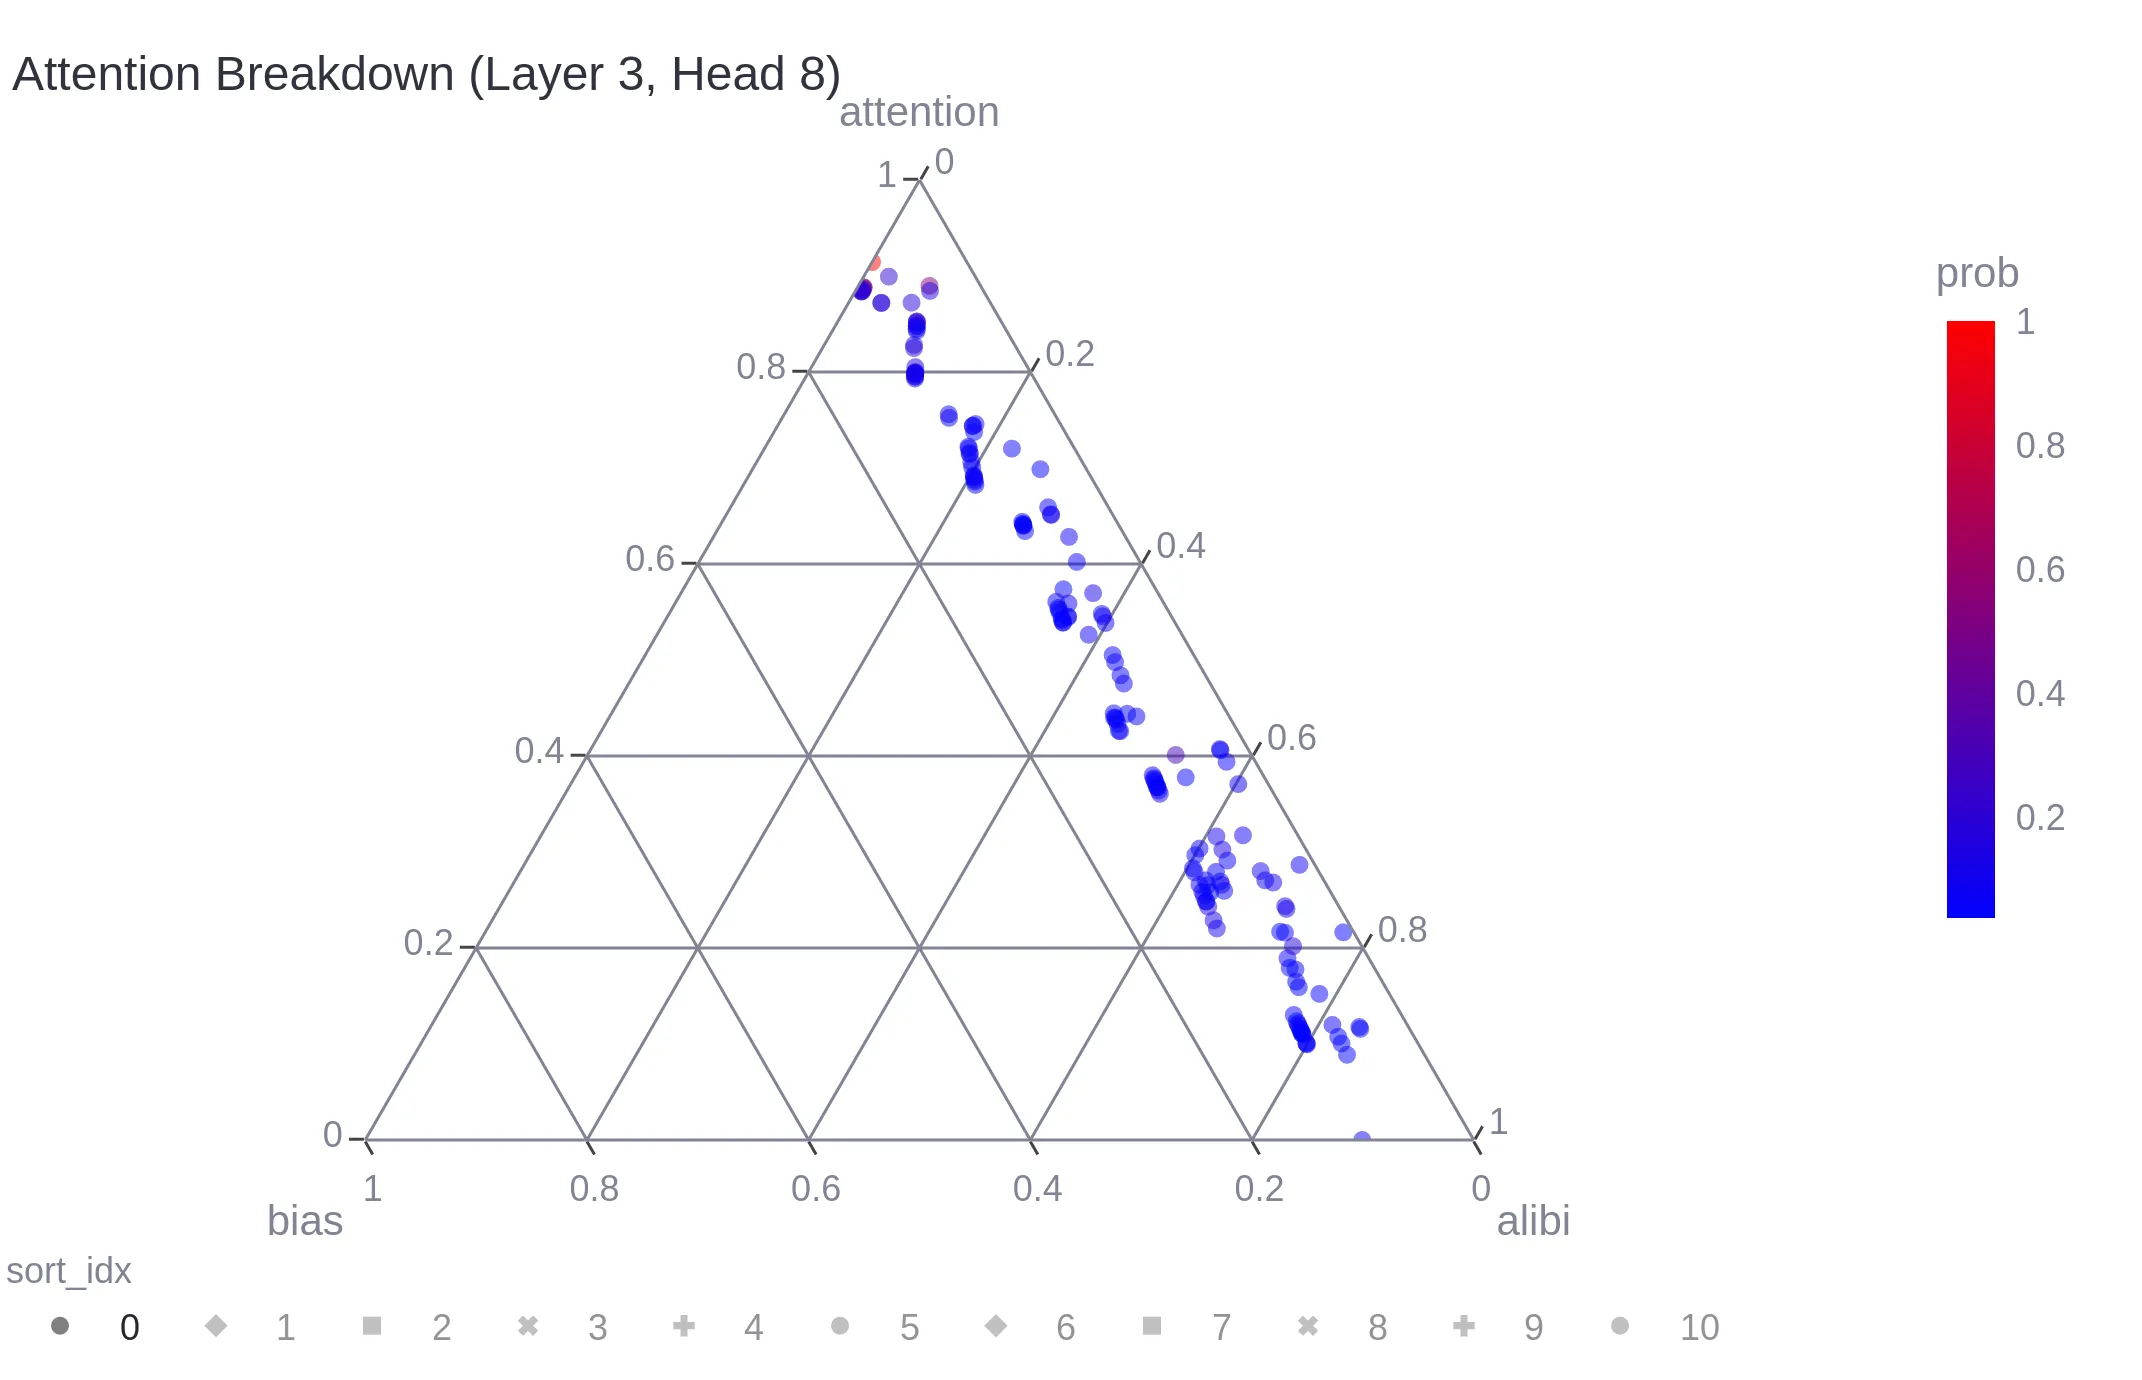 Attention Breakdown (Layer 3, Head 8)
attention
1 0
prob
1
0.8 0.2
0.8
0.6 0.4
0.6
0.4 0.6
0.4
0.2 0.8
0.2
0 1
1 0.8 0.6 0.4 0.2 0
bias alibi
sort_idx
0 1 2 3 4 5 6 7 8 9 10